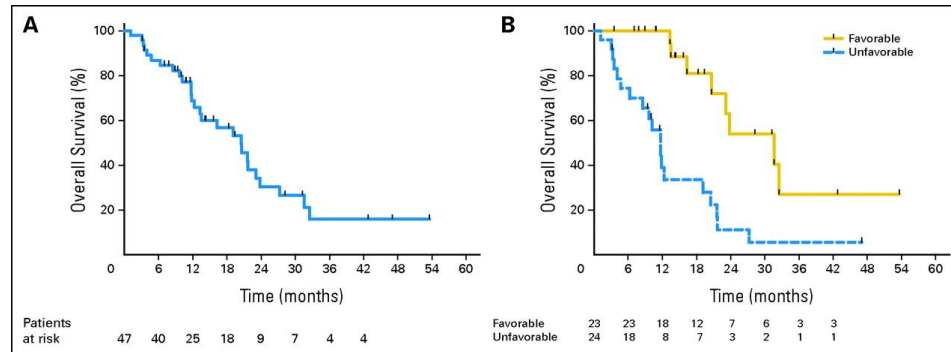 A
Overall Survival (%)
100
80
60
40
20
0 6 12 18 24 30 36 42 48 54 60
Time (months)
Patients
at risk 47 40 25 18 9 7 4 4
B
Overall Survival (%)
100
80
60
40
20
Favorable
Unfavorable
0 6 12 18 24 30 36 42 48 54 60
Time (months)
Favorable 23 23 18 12 7 6 3 3
Unfavorable 24 18 8 7 3 2 1 1